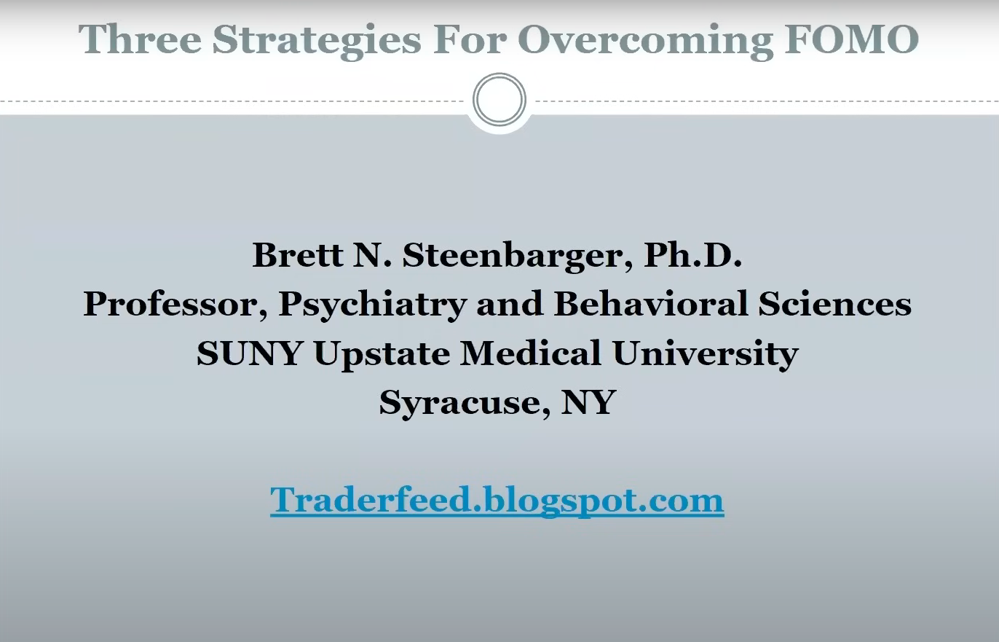 Three Strategies For Overcoming FOMO
Brett N. Steenbarger, Ph.D.
Professor, Psychiatry and Behavioral Sciences
SUNY Upstate Medical University
Syracuse, NY
Traderfeed.blogspot.com